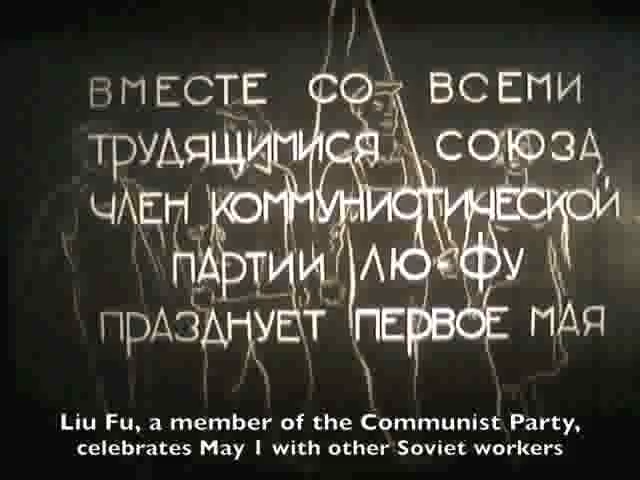 ВМЕСТЕ СО ВСЕМИ
ТРУДЯЩИМИСЯ СОЮЗА
ЧЛЕН КОММУНИСТИЧЕСКОЙ
ПАРТИИ ЛЮ-ФУ
ПРАЗДНУЕТ ПЕРВОЕ МАЯ
Liu Fu, a member of the Communist Party,
celebrates May 1 with other Soviet workers